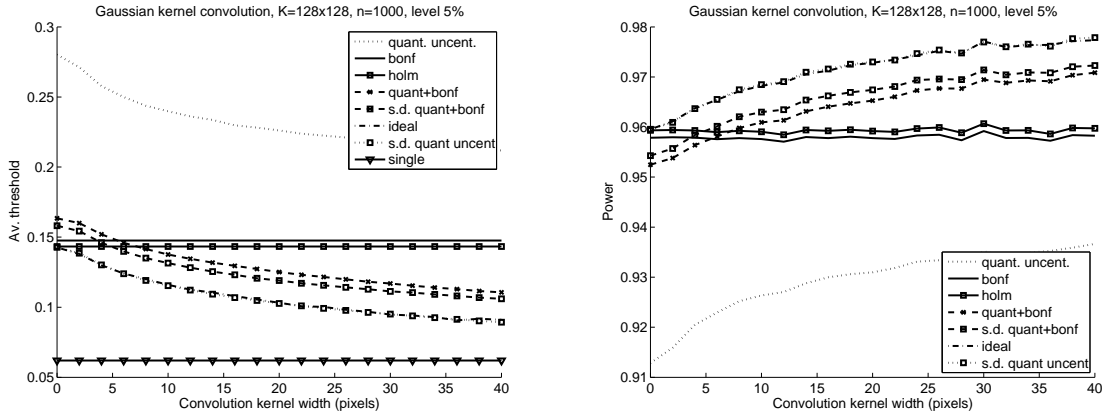 Gaussian kernel convolution, K=128x128, n=1000, level 5%
0.3
0.25
0.2
0.15
0.1
0.05
Av. threshold
quant. uncent.
bonf
holm
quant+bonf
s.d. quant+bonf
ideal
s.d. quant uncent
single
0 5 10 15 20 25 30 35 40
Convolution kernel width (pixels)
Gaussian kernel convolution, K=128x128, n=1000, level 5%
0.98
0.97
0.96
0.95
0.94
0.93
0.92
0.91
Power
quant. uncent.
bonf
holm
quant+bonf
s.d. quant+bonf
ideal
s.d. quant uncent
0 5 10 15 20 25 30 35 40
Convolution kernel width (pixels)